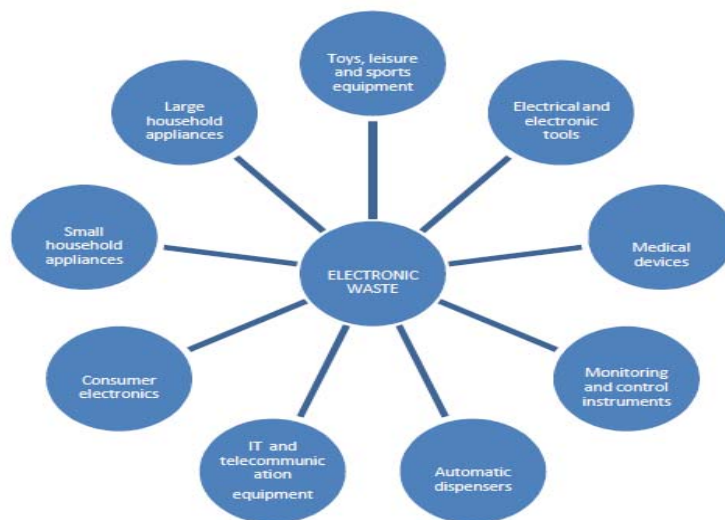 Toys, leisure
and sports
equipment
Electrical and
electronic
tools
Medical
devices
Monitoring
and control
instruments
Automatic
dispensers
IT and
telecommunic
ation
equipment
Consumer
electronics
Small
household
appliances
Large
household
appliances
ELECTRONIC
WASTE